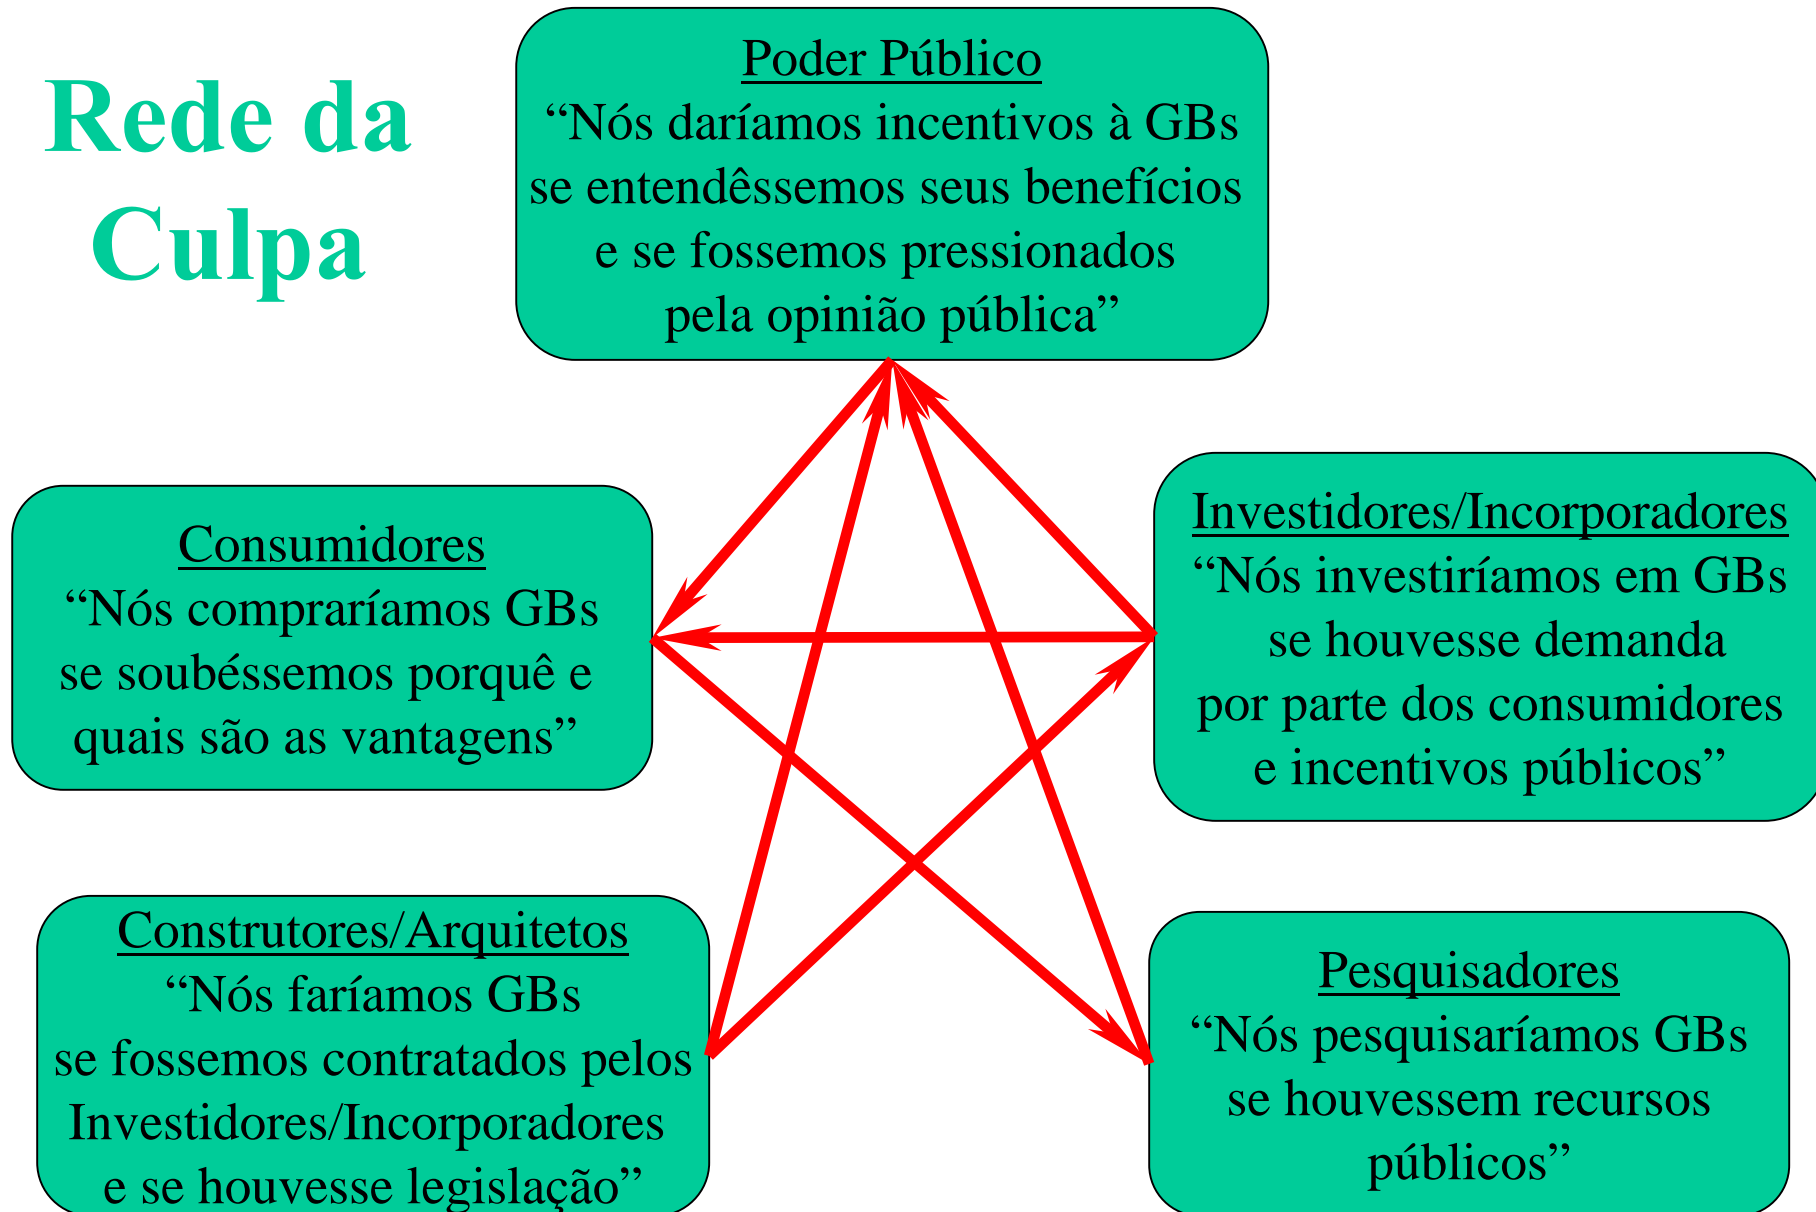 Rede da
Culpa
Poder Público
“Nós daríamos incentivos à GBs
se entendêssemos seus benefícios
e se fossemos pressionados
pela opinião pública”
Consumidores
“Nós compraríamos GBs
se soubéssemos porquê e
quais são as vantagens”
Investidores/Incorporadores
“Nós investiríamos em GBs
se houvesse demanda
por parte dos consumidores
e incentivos públicos”
Construtores/Arquitetos
“Nós faríamos GBs
se fossemos contratados pelos
Investidores/Incorporadores
e se houvesse legislação”
Pesquisadores
“Nós pesquisaríamos GBs
se houvessem recursos
públicos”